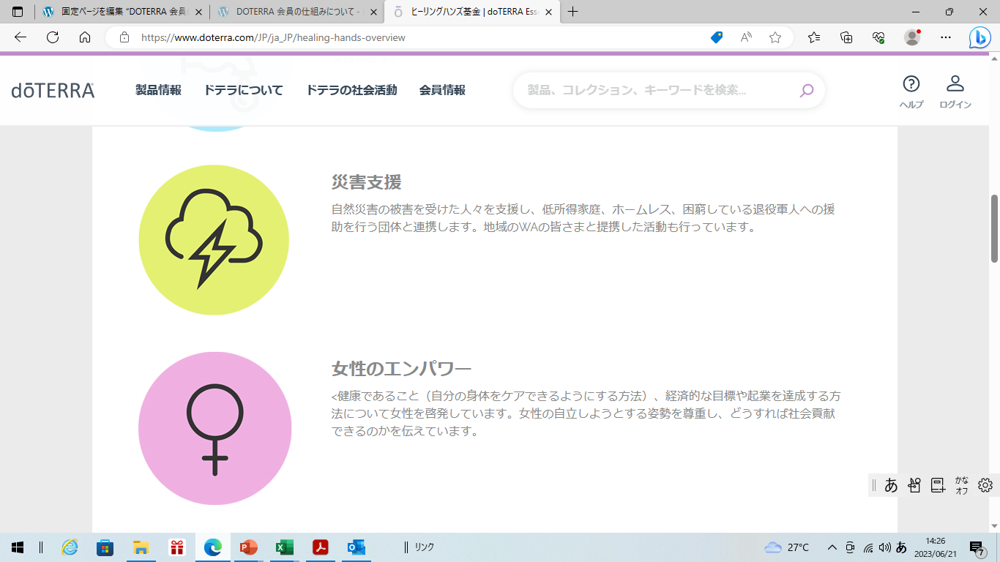 固定ページを編集 "DOTERRA 会員
DOTERRA 会員の仕組みについて -
ヒーリングハンズ基金 | doTERRA Ess
https://www.doterra.com/JP/ja_JP/healing-hands-overview
dōTERRA
製品情報
ドテラについて
ドテラの社会活動
会員情報
製品、コレクション、キーワードを検索...
ヘルプ
ログイン
災害支援
自然災害の被害を受けた人々を支援し、低所得家庭、ホームレス、困窮している退役軍人への援
助を行う団体と連携します。地域のWAの皆さまと提携した活動も行っています。
女性のエンパワー
<健康であること（自分の身体をケアできるようにする方法）、経済的な目標や起業を達成する方
法について女性を啓発しています。女性の自立しようとする姿勢を尊重し、どうすれば社会貢献
できるのかを伝えています。
あ
かな
オフ
リンク
27°C
あ
14:26
2023/06/21
7